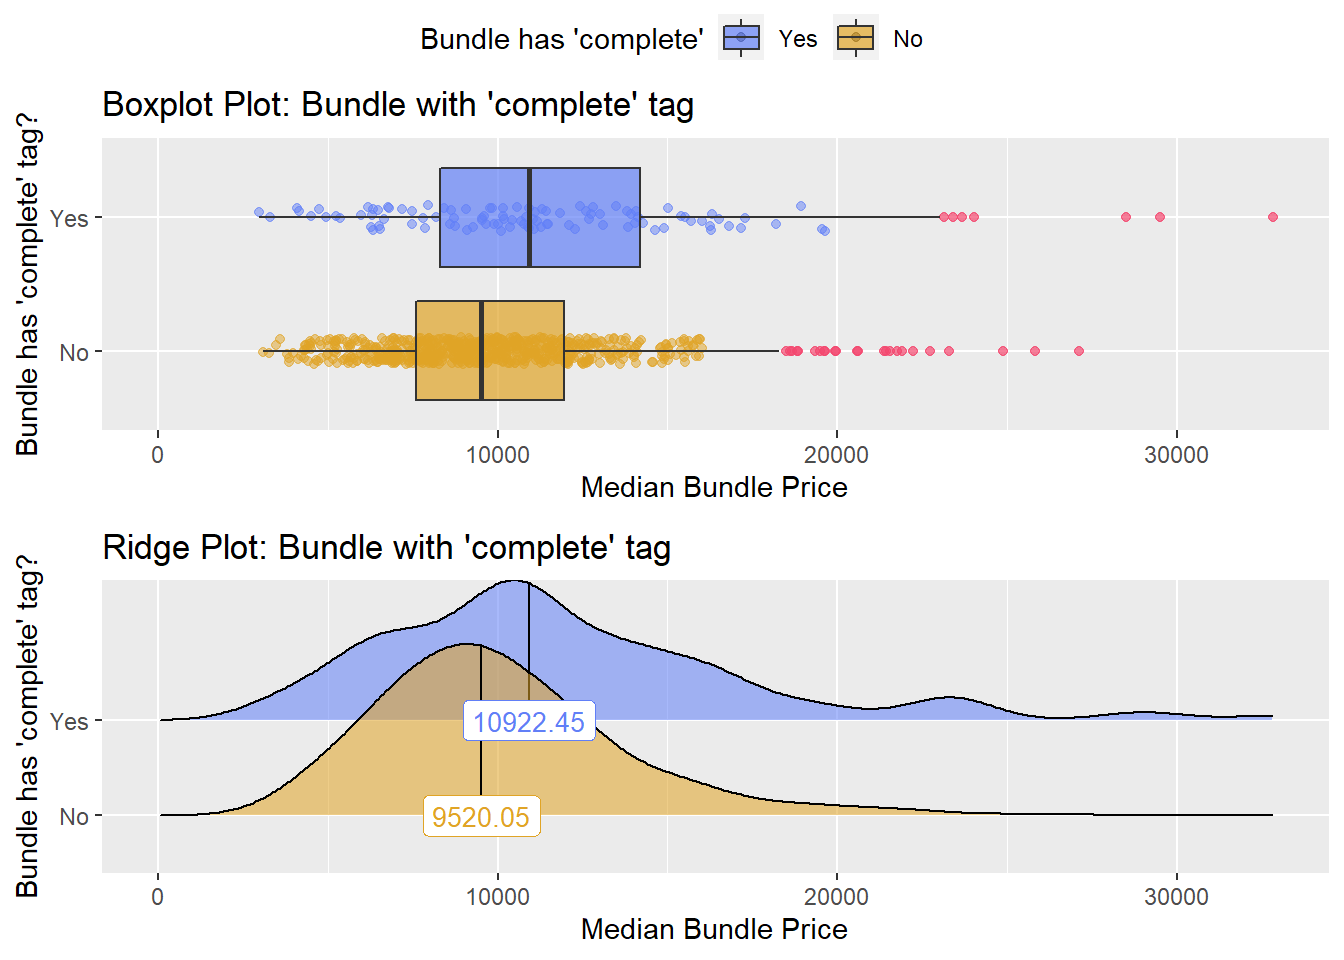 Bundle has 'complete' Yes No
Boxplot Plot: Bundle with 'complete' tag
Bundle has 'complete' tag?
Yes
No
0 10000 20000 30000
Median Bundle Price
Ridge Plot: Bundle with 'complete' tag
Bundle has 'complete' tag?
Yes
10922.45
No
9520.05
0 10000 20000 30000
Median Bundle Price